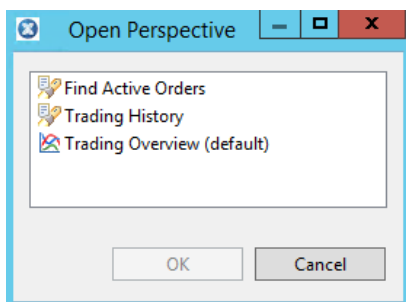 Open Perspective
Find Active Orders
Trading History
Trading Overview (default)
OK
Cancel